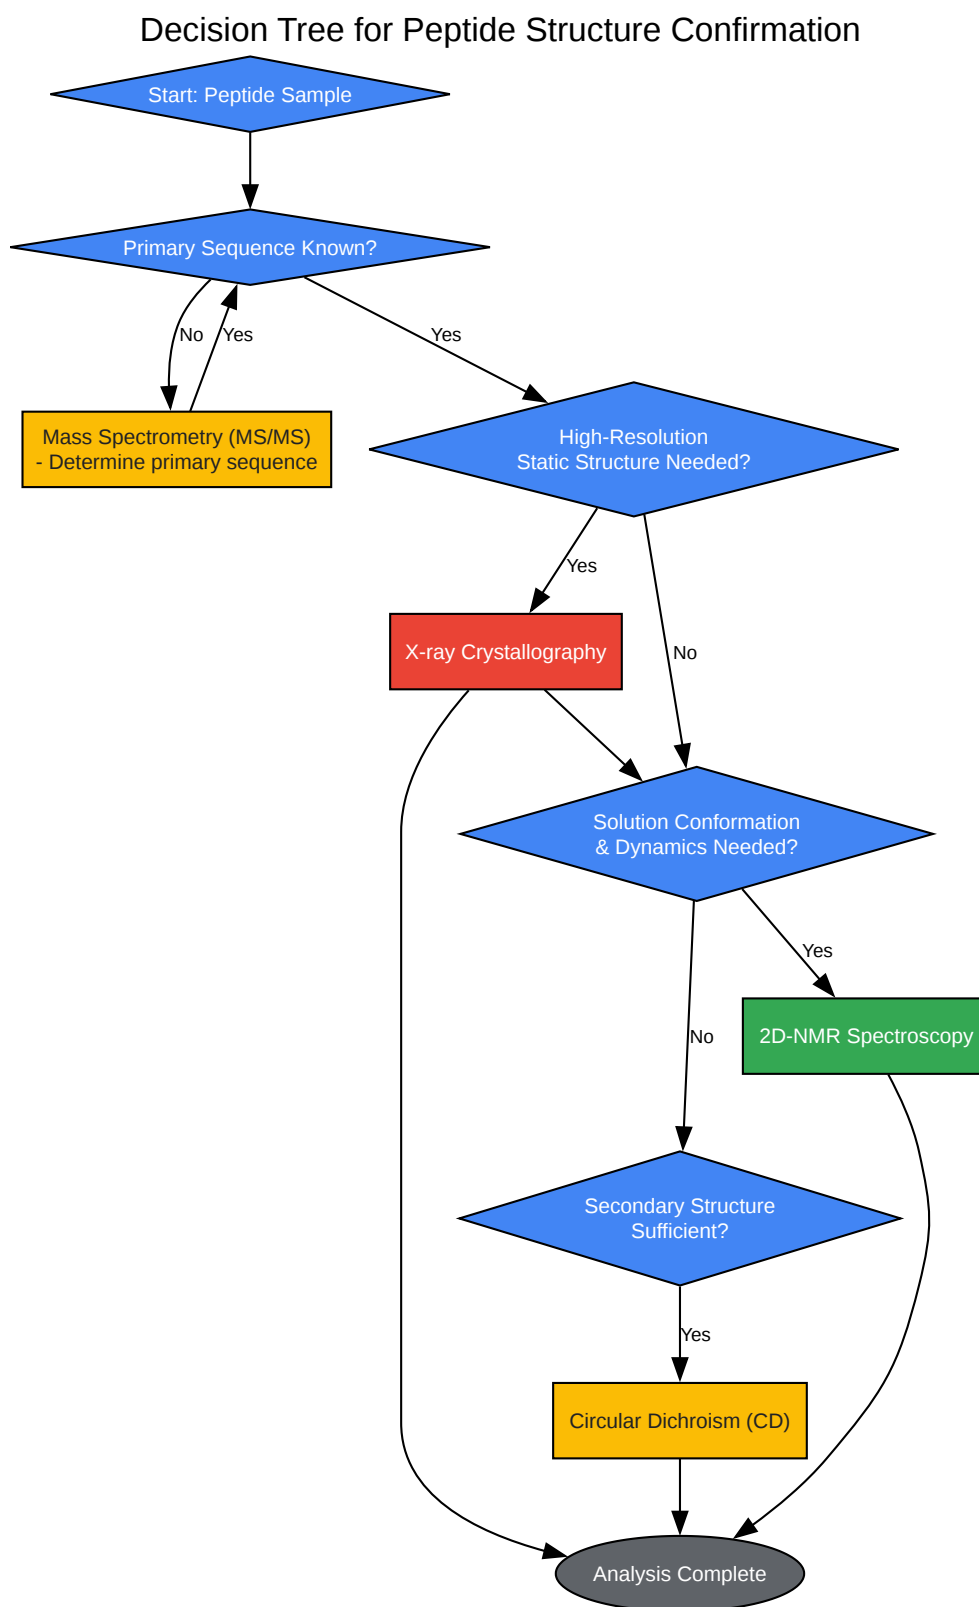 Decision Tree for Peptide Structure Confirmation
Start: Peptide Sample
Primary Sequence Known?
No
Yes
Yes
Mass Spectrometry (MS/MS)
- Determine primary sequence
High-Resolution
Static Structure Needed?
Yes
X-ray Crystallography
No
Solution Conformation
& Dynamics Needed?
Yes
No
2D-NMR Spectroscopy
Secondary Structure
Sufficient?
Yes
Circular Dichroism (CD)
Analysis Complete